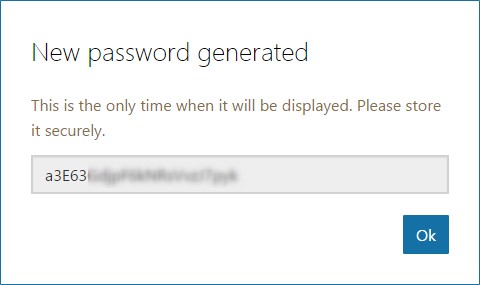 New password generated
This is the only time when it will be displayed. Please store
it securely.
a3E63
Ok